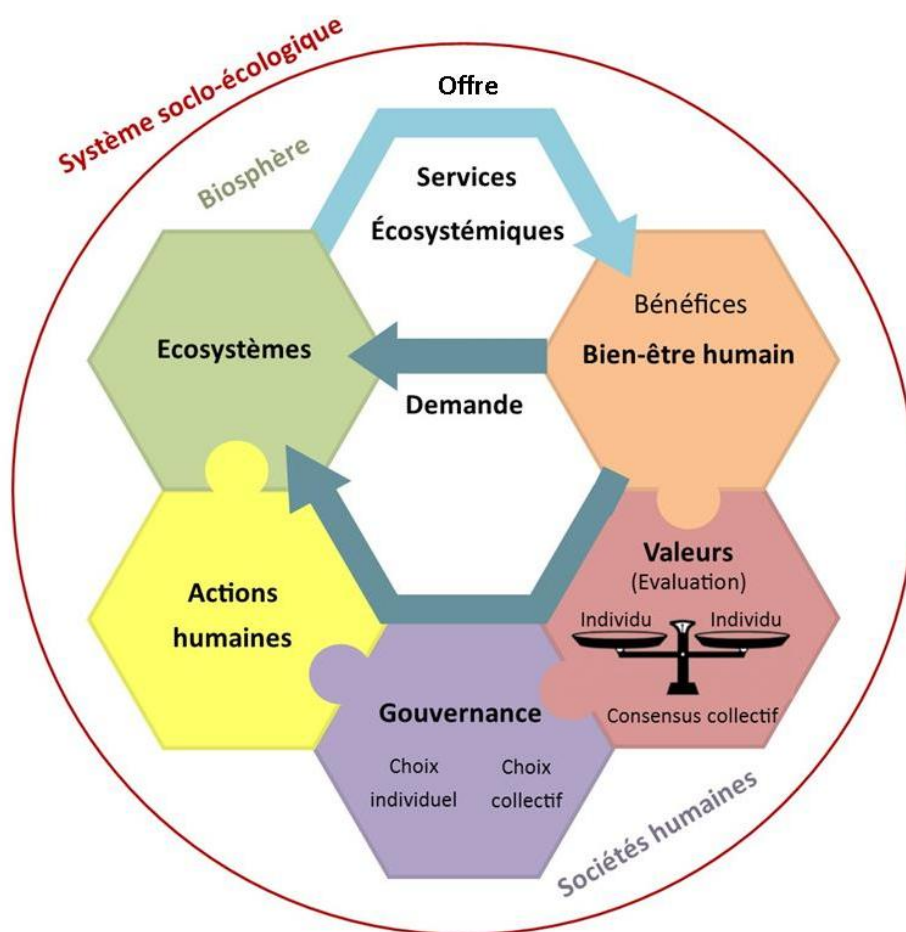 Système soclo-écologique
Biosphère
Offre
Services
Écosystémiques
Ecosystèmes
Bénéfices
Bien-être humain
Demande
Actions
humaines
Valeurs
(Evaluation)
Individu Individu
Consensus collectif
Gouvernance
Choix Choix
individuel collectif
Sociétés humaines